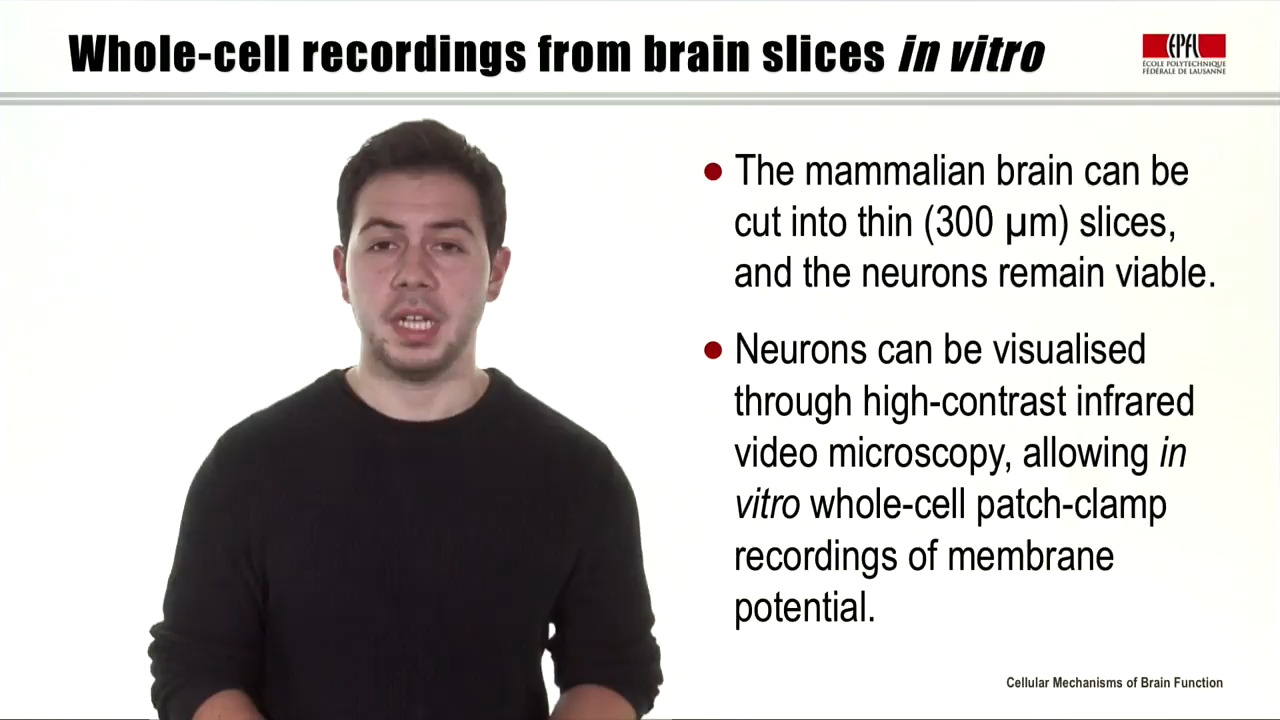 Whole-cell recordings from brain slices in vitro
EPFL
ÉCOLE POLYTECHNIQUE
FÉDÉRALE DE LAUSANNE
● The mammalian brain can be
cut into thin (300 µm) slices,
and the neurons remain viable.
● Neurons can be visualised
through high-contrast infrared
video microscopy, allowing in
vitro whole-cell patch-clamp
recordings of membrane
potential.
Cellular Mechanisms of Brain Function